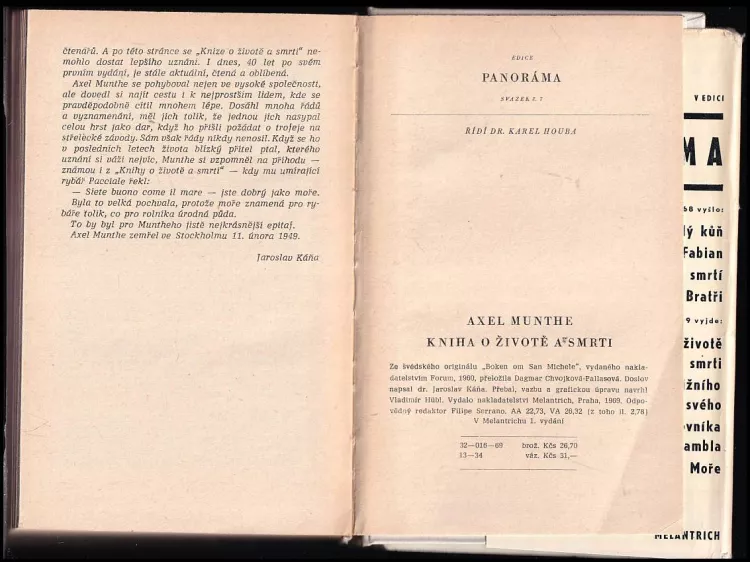 čtenářů. A po této stránce se „Knize o životě a smrti“ ne-
mohlo dostat lepšího uznání. I dnes, 40 let po svém
prvním vydání, je stále aktuální, čtená a oblíbená.
Axel Munthe se pohyboval nejen ve vysoké společnosti,
ale dovedl si najít cestu i k nejprostším lidem, kde se
pravděpodobně cítil mnohem lépe. Dosáhl mnoha řádů
a vyznamenání, měl jich tolik, že jednou jich nasypal
celou hrst jako dar, když ho přišli požádat o trofeje na
střelecké závody. Sám však řády nikdy nenosil. Když se ho
v posledních letech života blízký přítel ptal, kterého
uznání si váží nejvíc, Munthe si vzpomněl na příhodu —
známou i z „Knihy o životě a smrti“ — kdy mu umírající
rybář Pacciale řekl:
— Siete buono come il mare — jste dobrý jako moře.
Byla to velká pochvala, protože moře znamená pro ry-
báře tolik, co pro rolníka úrodná půda.
To by byl pro Muntheho jistě nejkrásnější epitaf.
Axel Munthe zemřel ve Stockholmu 11. února 1949.
Jaroslav Káňa
EDICE
PANORÁMA
SVAZEK Č. 7
ŘÍDÍ DR. KAREL HOUBA
AXEL MUNTHE
KNIHA O ŽIVOTĚ A SMRTI
Ze švédského originálu „Boken om San Michele“, vydaného nakla-
datelstvím Forum, 1960, přeložila Dagmar Chvojková-Pallasová. Doslov
napsal dr. Jaroslav Káňa. Přebal, vazbu a grafickou úpravu navrhl
Vladimír Hübl. Vydalo nakladatelství Melantrich, Praha, 1969. Odpo-
vědný redaktor Filipe Serrano. AA 22,73, VA 26,32 (z toho il. 2,78)
V Melantrichu 1. vydání
32—016—68 brož. Kčs 26,70
13—34 váz. Kčs 31,—
V EDICI
MA
68 vyšlo:
lý kůň
Fabian
smrtí
Bratři
9 vyjde:
životě
smrti
ižního
svého
ovníka
ambla
Moře
MELANTRICH